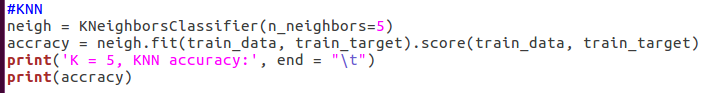 #KNN
neigh = KNeighborsClassifier(n_neighbors=5)
accracy = neigh.fit(train_data, train_target).score(train_data, train_target)
print('K = 5, KNN accuracy:', end = "\t")
print(accracy)